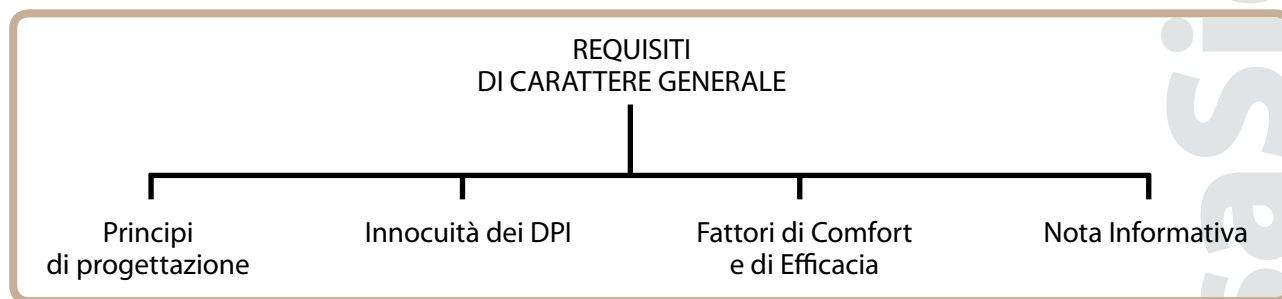 REQUISITI
DI CARATTERE GENERALE
Principi
di progettazione
Innocuità dei DPI
Fattori di Comfort
e di Efficacia
Nota Informativa